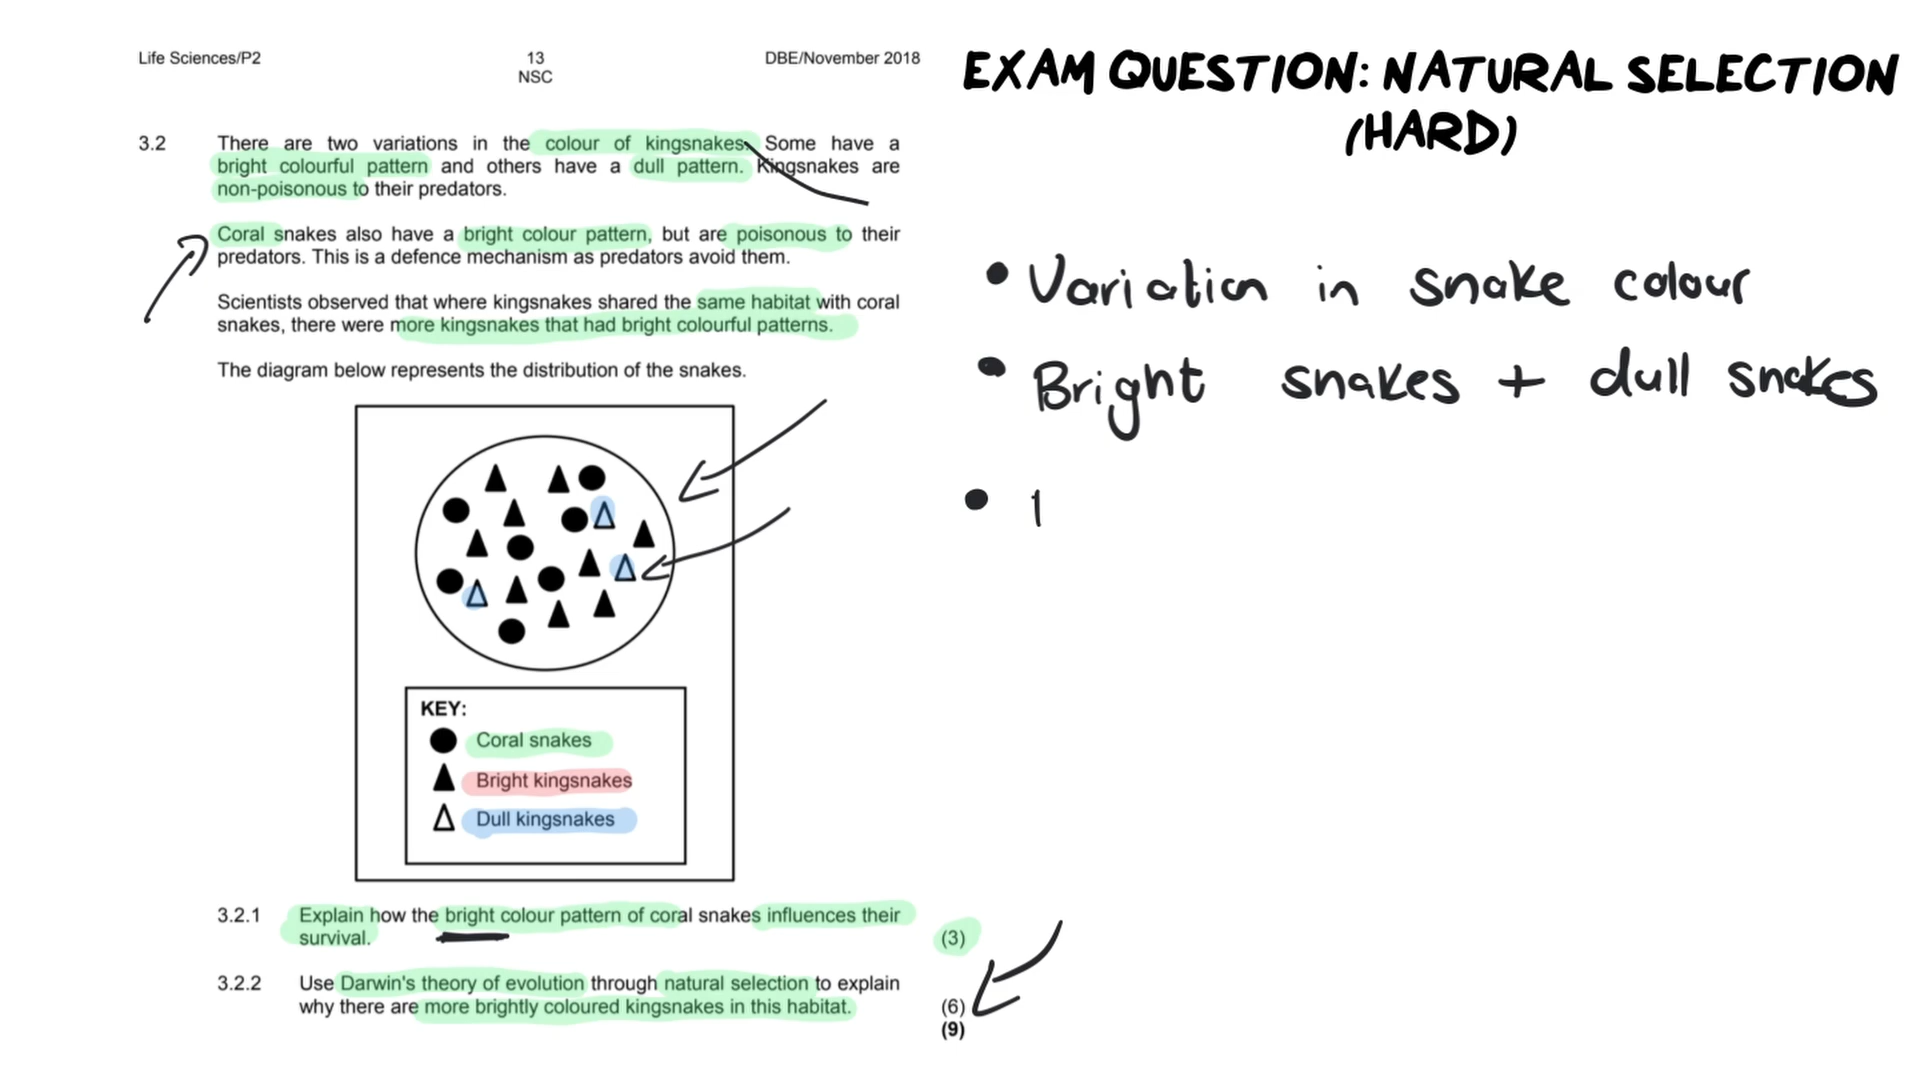 Life Sciences/P2
13
NSC
DBE/November 2018
EXAM QUESTION: NATURAL SELECTION
(HARD)
3.2 There are two variations in the colour of kingsnakes. Some have a
bright colourful pattern and others have a dull pattern. Kingsnakes are
non-poisonous to their predators.
Coral snakes also have a bright colour pattern, but are poisonous to their
predators. This is a defence mechanism as predators avoid them.
Scientists observed that where kingsnakes shared the same habitat with coral
snakes, there were more kingsnakes that had bright colourful patterns.
The diagram below represents the distribution of the snakes.
KEY:
Coral snakes
Bright kingsnakes
Dull kingsnakes
3.2.1 Explain how the bright colour pattern of coral snakes influences their
survival. (3)
3.2.2 Use Darwin's theory of evolution through natural selection to explain
why there are more brightly coloured kingsnakes in this habitat. (6)
(9)
• Variation in snake colour
• Bright snakes + dull snakes
•